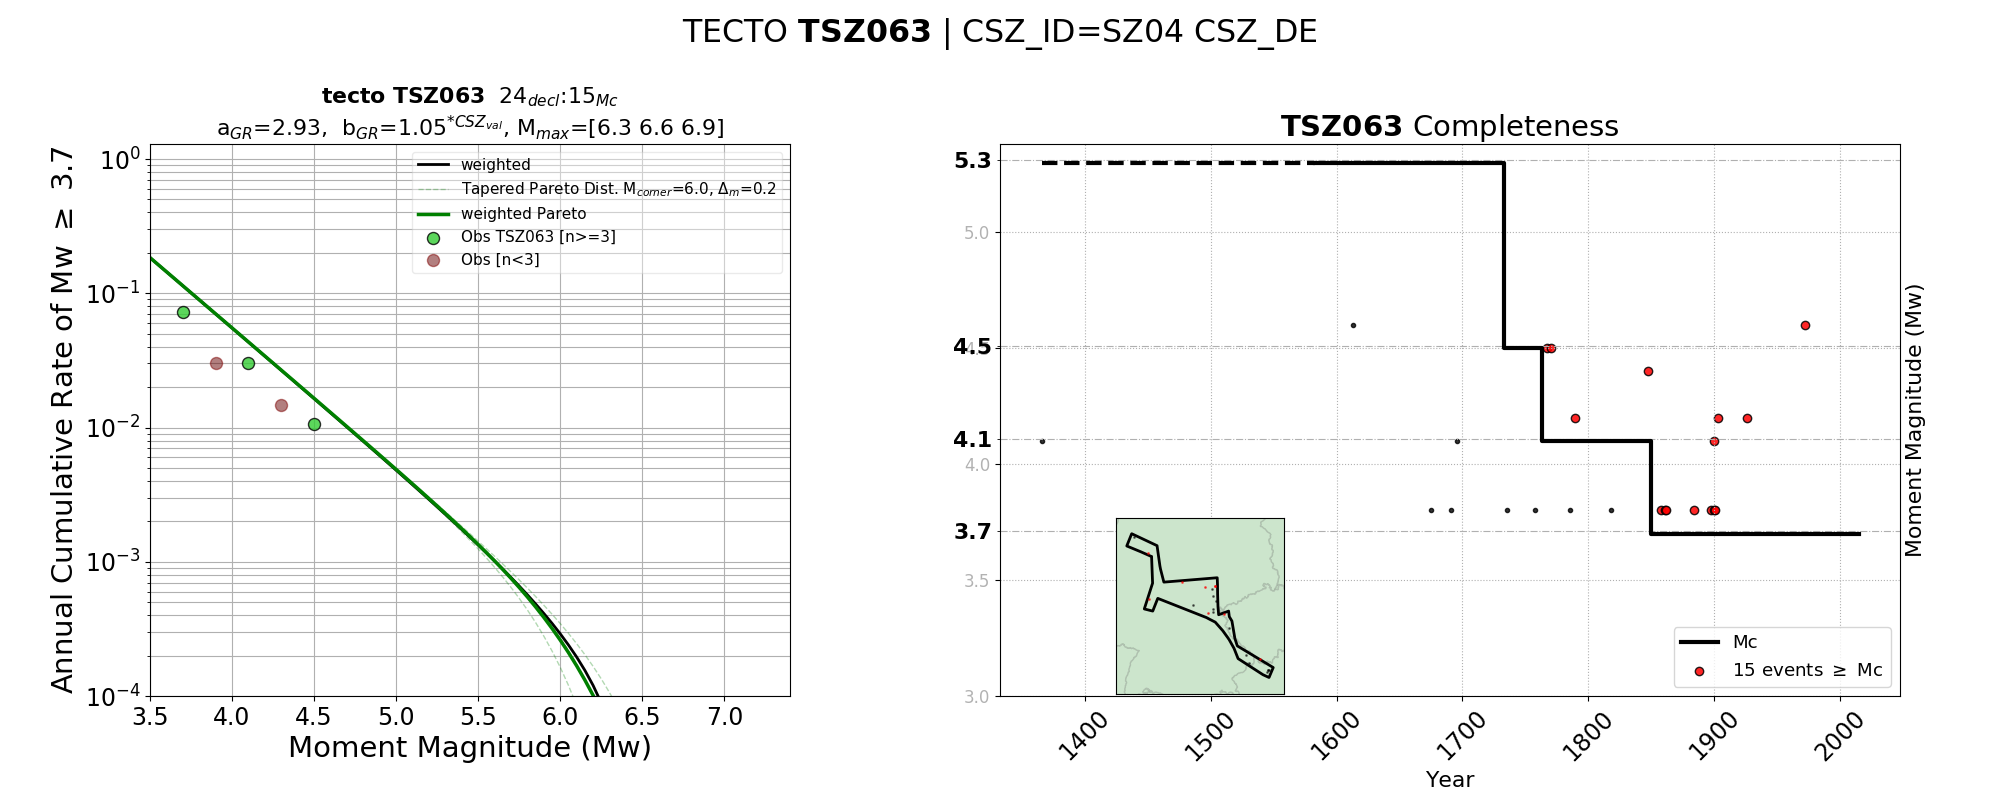 TECTO TSZ063 | CSZ_ID=SZ04 CSZ_DE
tecto TSZ063 24decl:15Mc
aGR=2.93, bGR=1.05*CSZval, Mmax=[6.3 6.6 6.9]
Annual Cumulative Rate of Mw ≥ 3.7
10^0
10^−1
10^−2
10^−3
10^−4
weighted
Tapered Pareto Dist. Mcorner=6.0, Δm=0.2
weighted Pareto
Obs TSZ063 [n>=3]
Obs [n<3]
3.5 4.0 4.5 5.0 5.5 6.0 6.5 7.0
Moment Magnitude (Mw)
TSZ063 Completeness
5.3
5.0
4.5
4.1
4.0
3.7
3.5
3.0
Mc
15 events ≥ Mc
1400 1500 1600 1700 1800 1900 2000
Year
Moment Magnitude (Mw)